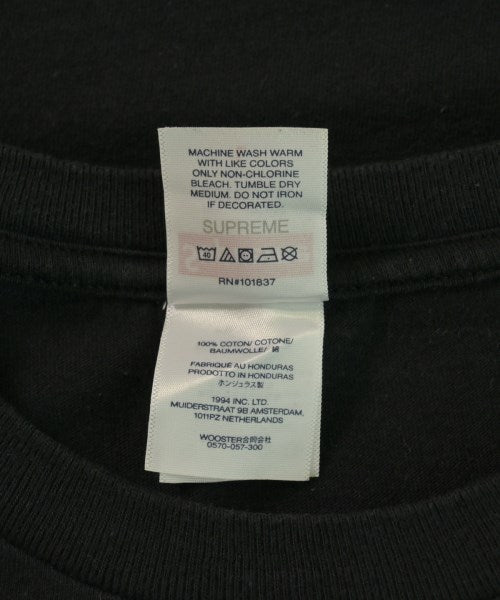 MACHINE WASH WARM
WITH LIKE COLORS
ONLY NON-CHLORINE
BLEACH. TUMBLE DRY
MEDIUM. DO NOT IRON
IF DECORATED.
SUPREME
40
RN#101837
100% COTON/ COTONE/
BAUMWOLLE/ 綿
FABRIQUÉ AU HONDURAS
PRODOTTO IN HONDURAS
ホンジュラス製
1994 INC. LTD.
MUIDERSTRAAT 9B AMSTERDAM,
1011PZ NETHERLANDS
WOOSTER合同会社
0570-057-300